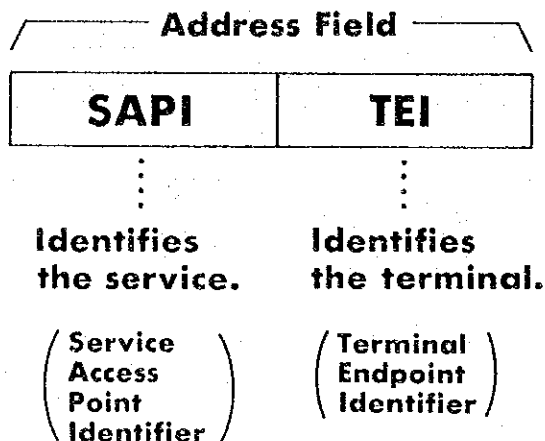 Address Field
SAPI TEI
Identifies
the service.
Identifies
the terminal.
(Service
Access
Point
Identifier)
(Terminal
Endpoint
Identifier)